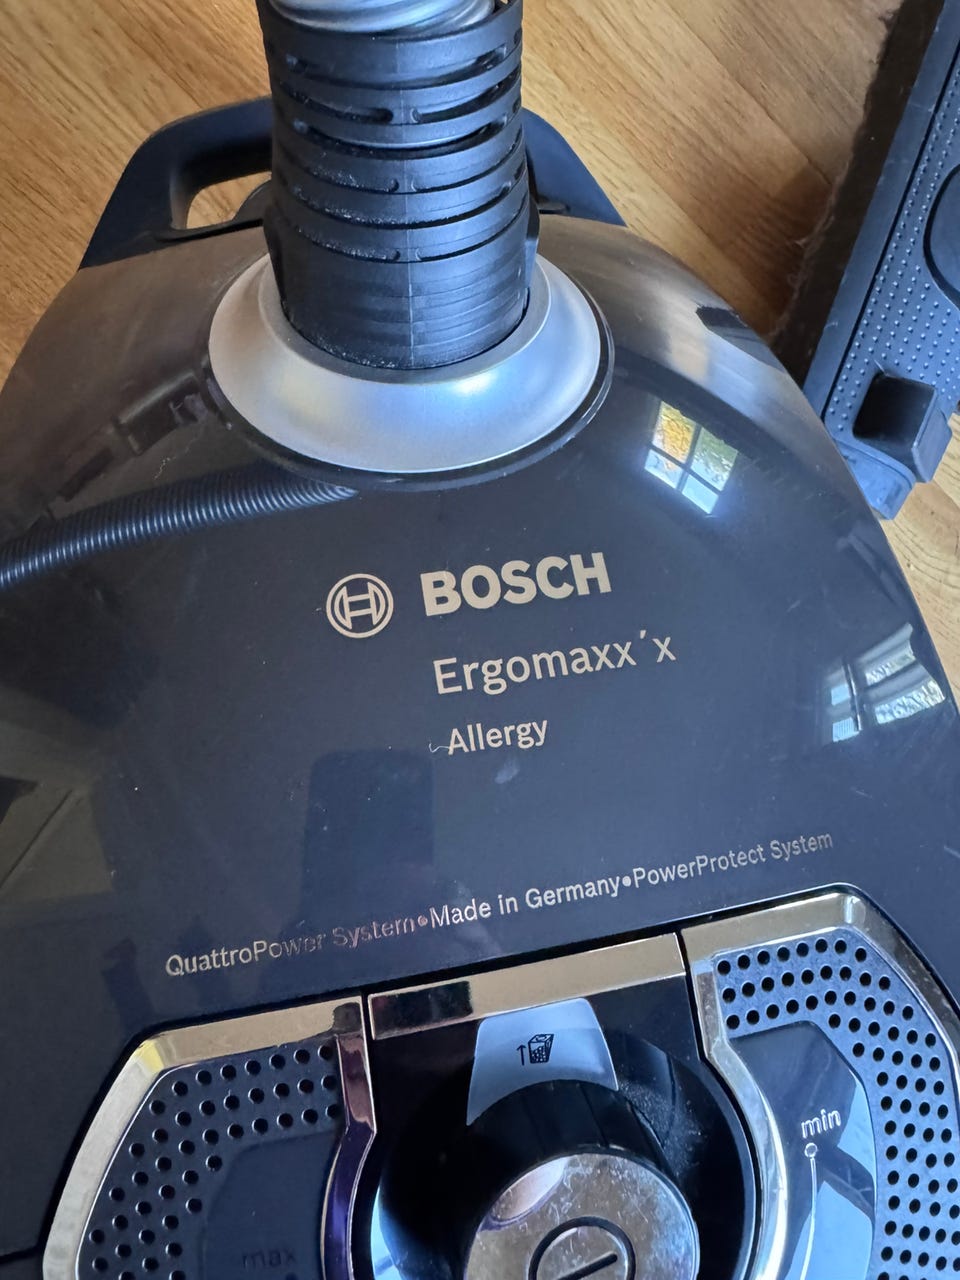 BOSCH
Ergomaxx´x
Allergy
QuattroPower System•Made in Germany•PowerProtect System
min
max